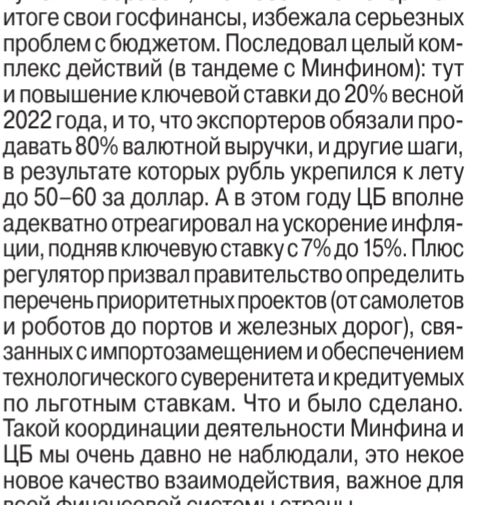 итоге свои госфинансы, избежала серьезных
проблем с бюджетом. Последовал целый ком-
плекс действий (в тандеме с Минфином): тут
и повышение ключевой ставки до 20% весной
2022 года, и то, что экспортеров обязали про-
давать 80% валютной выручки, и другие шаги,
в результате которых рубль укрепился к лету
до 50–60 за доллар. А в этом году ЦБ вполне
адекватно отреагировал на ускорение инфля-
ции, подняв ключевую ставку с 7% до 15%. Плюс
регулятор призвал правительство определить
перечень приоритетных проектов (от самолетов
и роботов до портов и железных дорог), свя-
занных с импортозамещением и обеспечением
технологического суверенитета и кредитуемых
по льготным ставкам. Что и было сделано.
Такой координации деятельности Минфина и
ЦБ мы очень давно не наблюдали, это некое
новое качество взаимодействия, важное для
всей финансовой системы страны